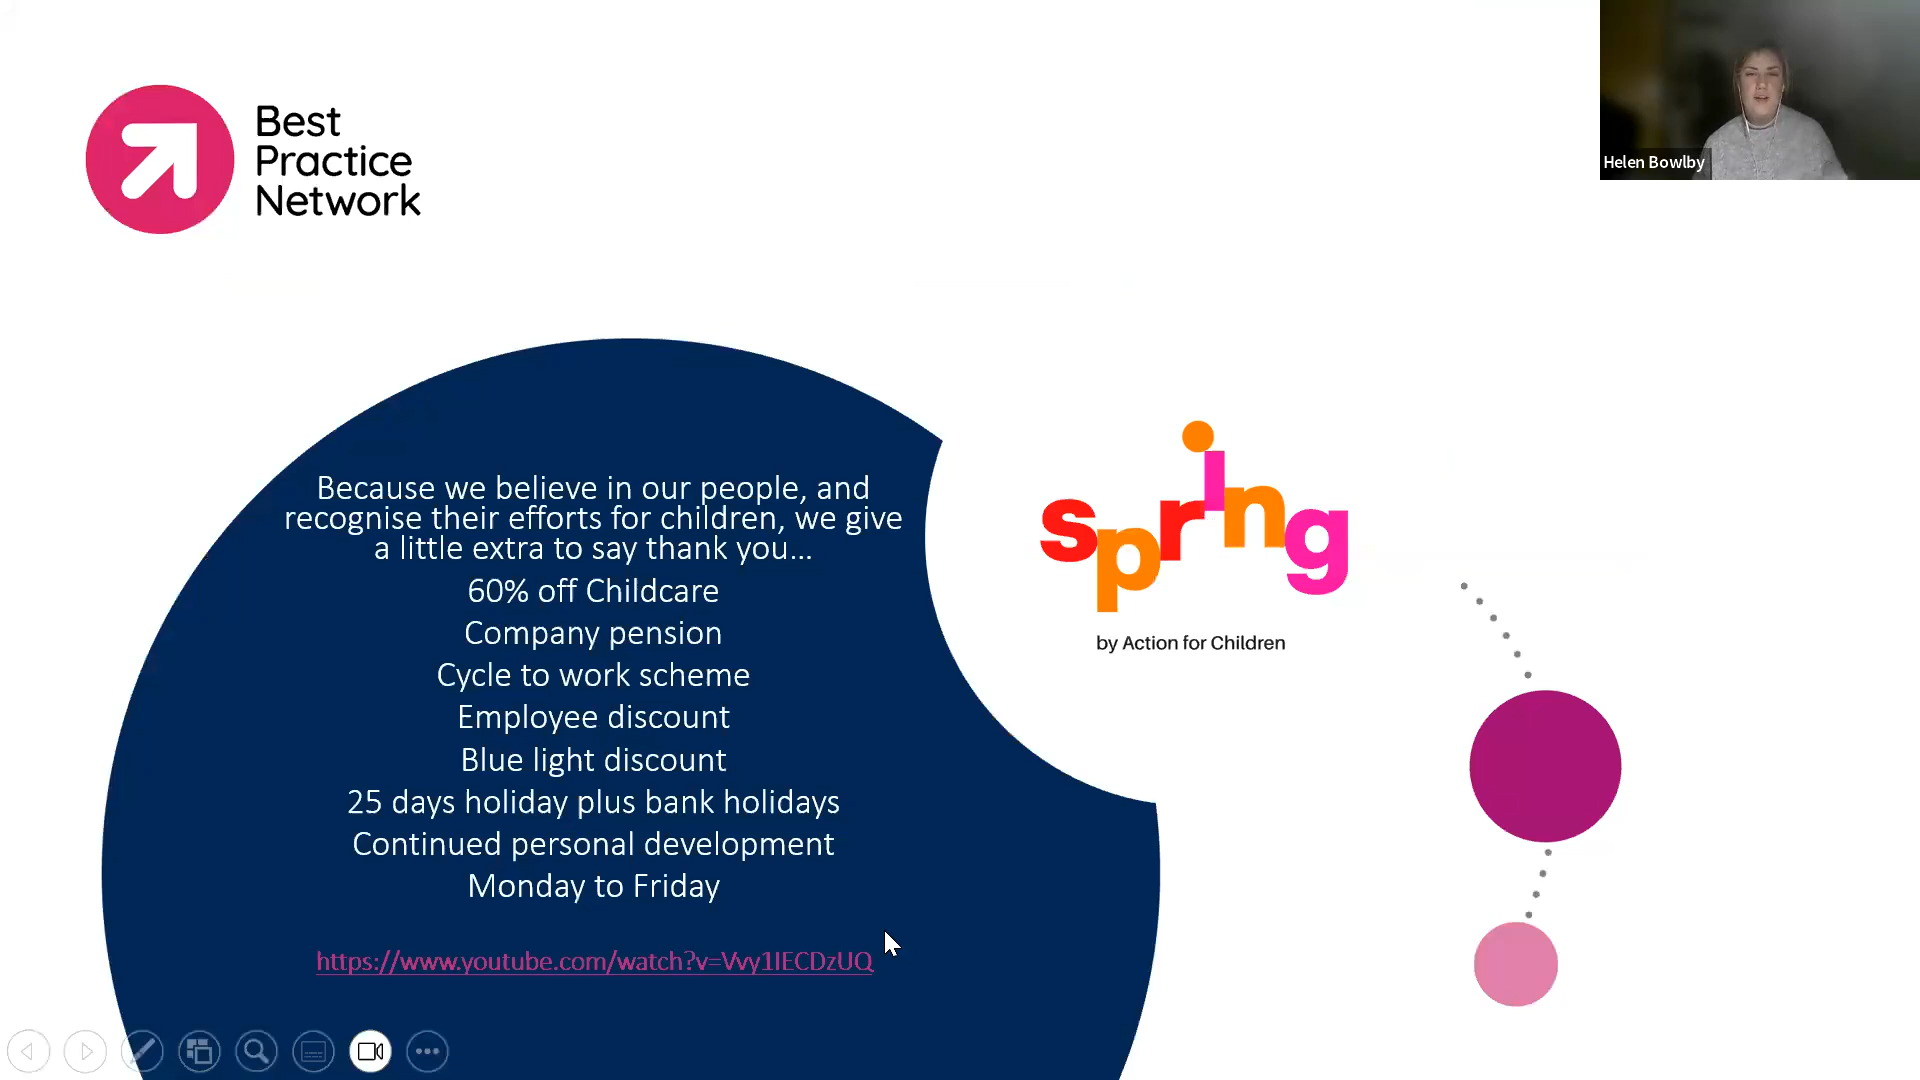 Best
Practice
Network
Helen Bowlby
Because we believe in our people, and
recognise their efforts for children, we give
a little extra to say thank you...
60% off Childcare
Company pension
Cycle to work scheme
Employee discount
Blue light discount
25 days holiday plus bank holidays
Continued personal development
Monday to Friday
https://www.youtube.com/watch?v=Vvy1IECDzUQ
spring
by Action for Children